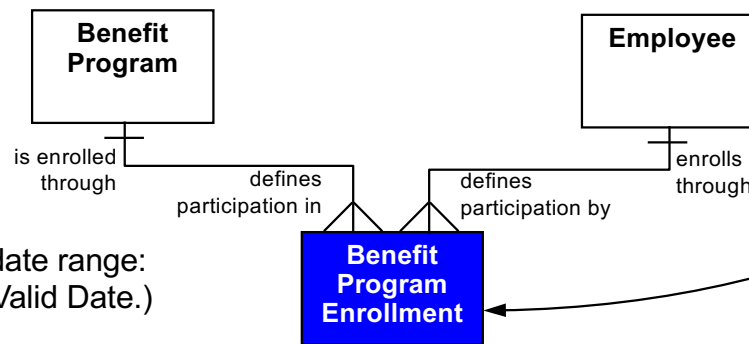 Benefit
Program
Employee
is enrolled
through
defines
participation in
defines
participation by
enrolls
through
date range:
Valid Date.)
Benefit
Program
Enrollment